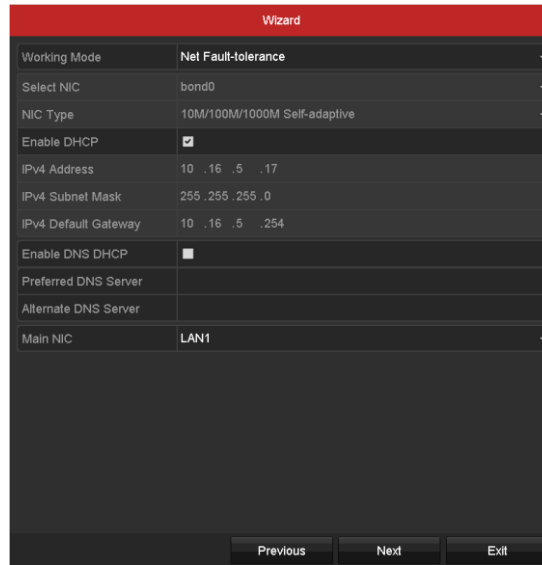 Wizard
Working Mode Net Fault-tolerance
Select NIC bond0
NIC Type 10M/100M/1000M Self-adaptive
Enable DHCP
IPv4 Address 10 .16 .5 .17
IPv4 Subnet Mask 255 .255 .255 .0
IPv4 Default Gateway 10 .16 .5 .254
Enable DNS DHCP
Preferred DNS Server
Alternate DNS Server
Main NIC LAN1
Previous Next Exit